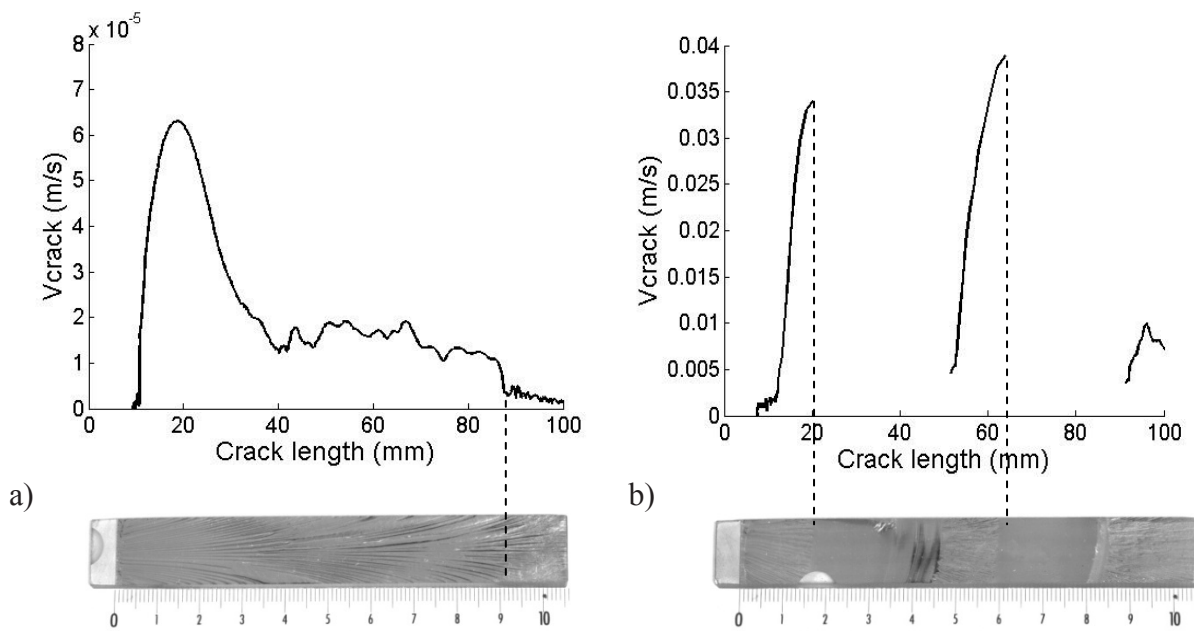 x 10⁻⁵
8
7
6
5
4
3
2
1
0
Vcrack (m/s)
0 20 40 60 80 100
Crack length (mm)
a)
0 1 2 3 4 5 6 7 8 9 10
0.04
0.035
0.03
0.025
0.02
0.015
0.01
0.005
0
Vcrack (m/s)
0 20 40 60 80 100
Crack length (mm)
b)
0 1 2 3 4 5 6 7 8 9 10